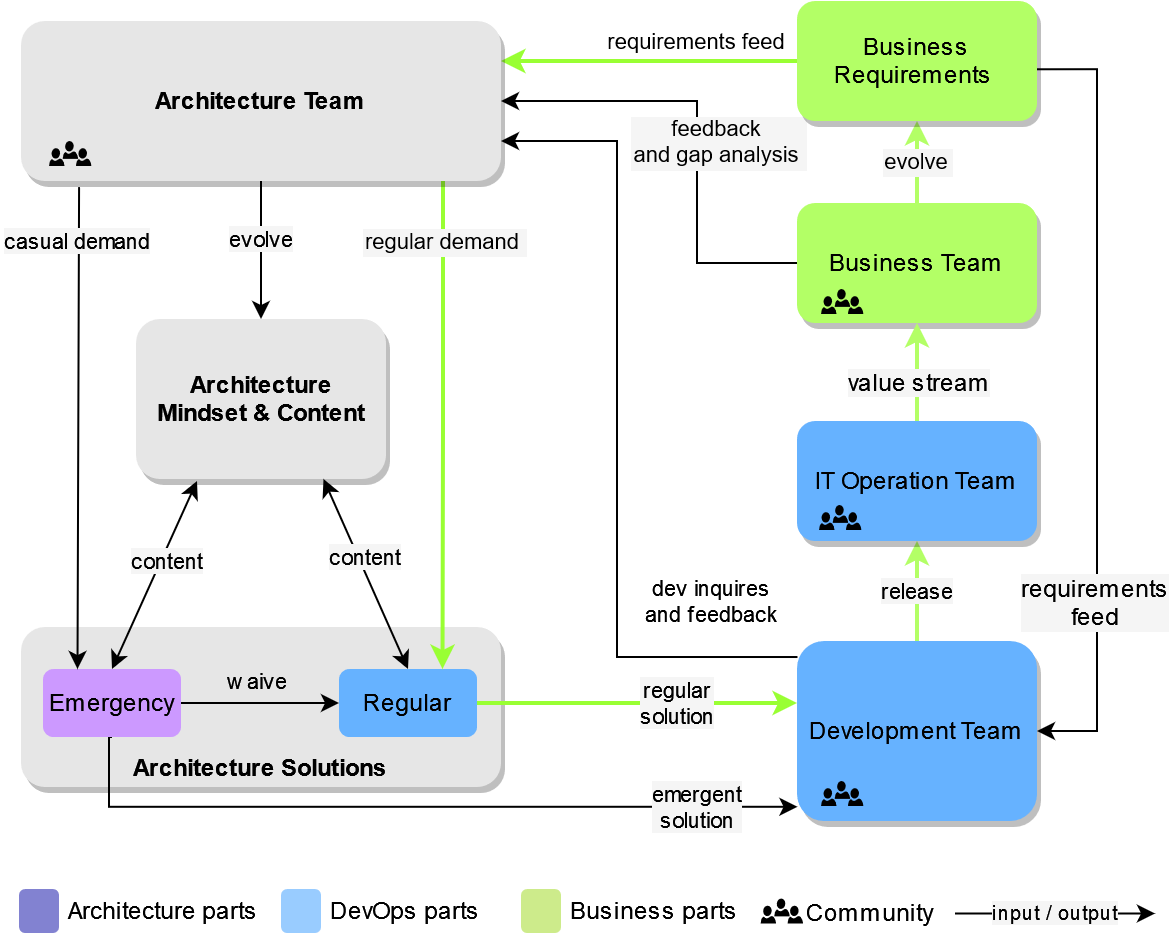 requirements feed
Business
Requirements
Architecture Team
feedback
and gap analysis
evolve
casual demand
evolve
regular demand
Business Team
Architecture
Mindset & Content
value stream
IT Operation Team
content
content
dev inquires
and feedback
release
requirements
feed
Emergency
w aive
Regular
regular
solution
Development Team
Architecture Solutions
emergent
solution
Architecture parts
DevOps parts
Business parts
Community
input / output